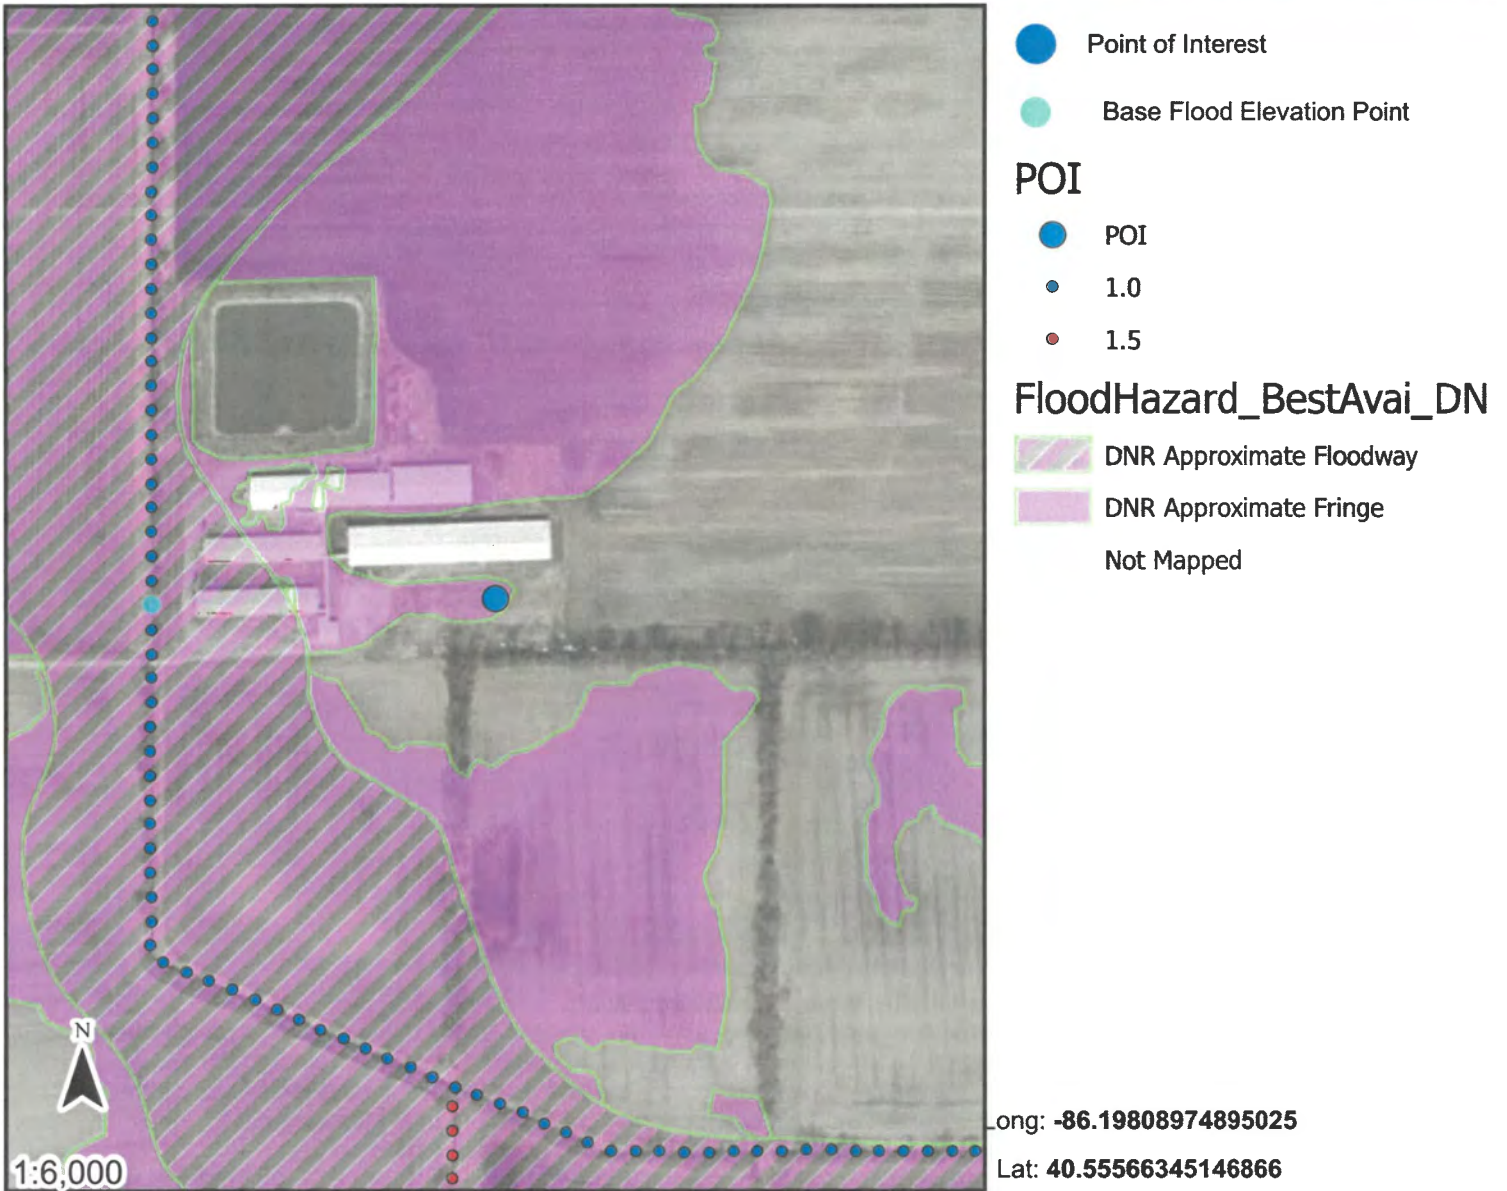 Point of Interest
Base Flood Elevation Point
POI
POI
1.0
1.5
FloodHazard_BestAvai_DN
DNR Approximate Floodway
DNR Approximate Fringe
Not Mapped
N
1:6,000
Long: -86.19808974895025
Lat: 40.55566345146866